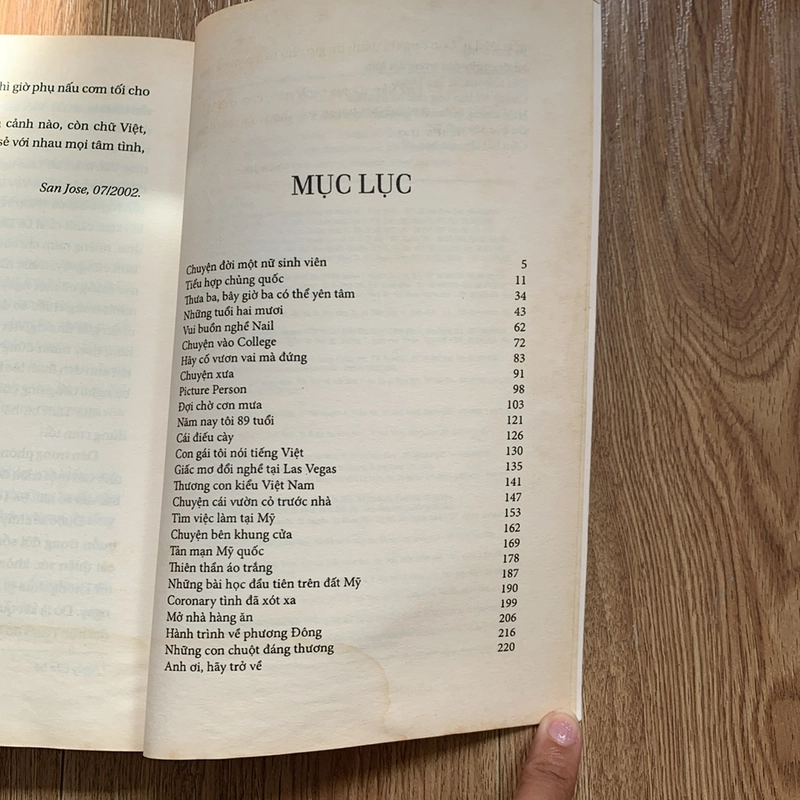 hì giờ phụ nấu cơm tối cho
cảnh nào, còn chữ Việt,
sẻ với nhau mọi tâm tình,
San Jose, 07/2002.
MỤC LỤC
Chuyện đời một nữ sinh viên 5
Tiểu hợp chủng quốc 11
Thưa ba, bây giờ ba có thể yên tâm 34
Những tuổi hai mươi 43
Vui buồn nghề Nail 62
Chuyện vào College 72
Hãy cố vươn vai mà đứng 83
Chuyện xưa 91
Picture Person 98
Đợi chờ cơn mưa 103
Năm nay tôi 89 tuổi 121
Cái điếu cày 126
Con gái tôi nói tiếng Việt 130
Giấc mơ đổi nghề tại Las Vegas 135
Thương con kiểu Việt Nam 141
Chuyện cái vườn cỏ trước nhà 147
Tìm việc làm tại Mỹ 153
Chuyện bên khung cửa 162
Tản mạn Mỹ quốc 169
Thiên thần áo trắng 178
Những bài học đầu tiên trên đất Mỹ 187
Coronary tình đã xót xa 190
Mở nhà hàng ăn 199
Hành trình về phương Đông 206
Những con chuột đáng thương 216
Anh ơi, hãy trở về 220